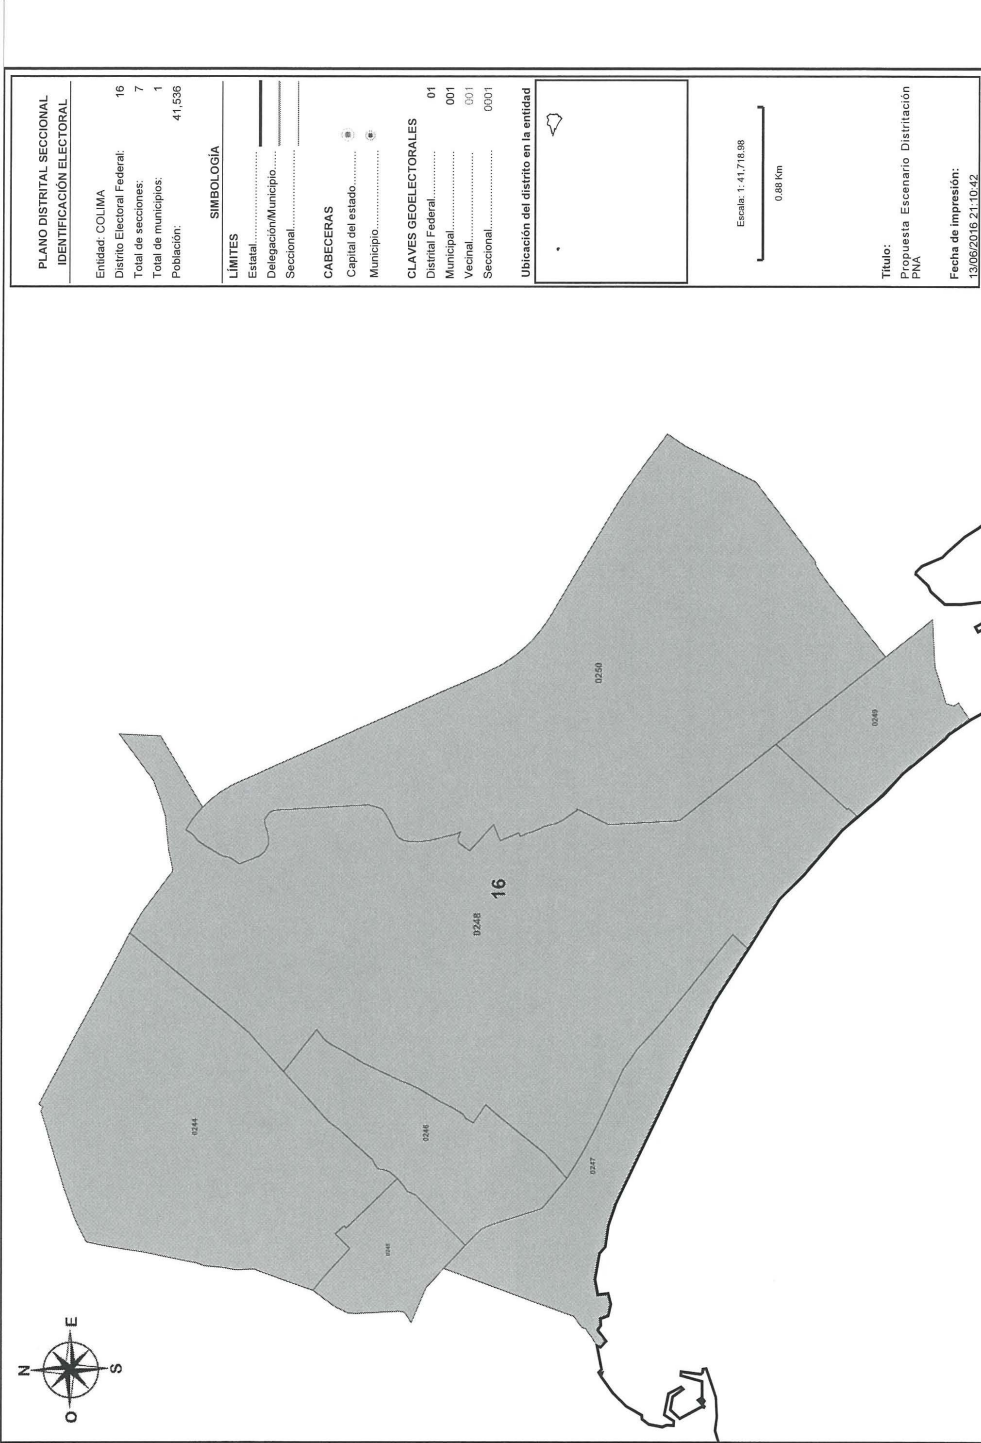 PLANO DISTRITAL SECCIONAL
IDENTIFICACIÓN ELECTORAL
Entidad: COLIMA
Distrito Electoral Federal: 16
Total de secciones: 7
Total de municipios: 1
Población: 41,536
SIMBOLOGÍA
LÍMITES
Estatal
Delegación/Municipio
Seccional
CABECERAS
Capital del estado
Municipio
CLAVES GEOELECTORALES
Distrital Federal 01
Municipal 001
Vecinal 001
Seccional 0001
Ubicación del distrito en la entidad
Escala: 1: 41,718.98
0.88 Km
Título:
Propuesta Escenario Distritación
PNA
Fecha de impresión:
13/06/2016 21:10:42
N
O
E
S
0244
0246
0247
0248
16
0250
0249